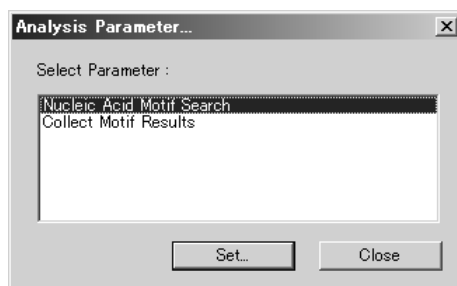 Analysis Parameter...
Select Parameter :
Nucleic Acid Motif Search
Collect Motif Results
Set... Close